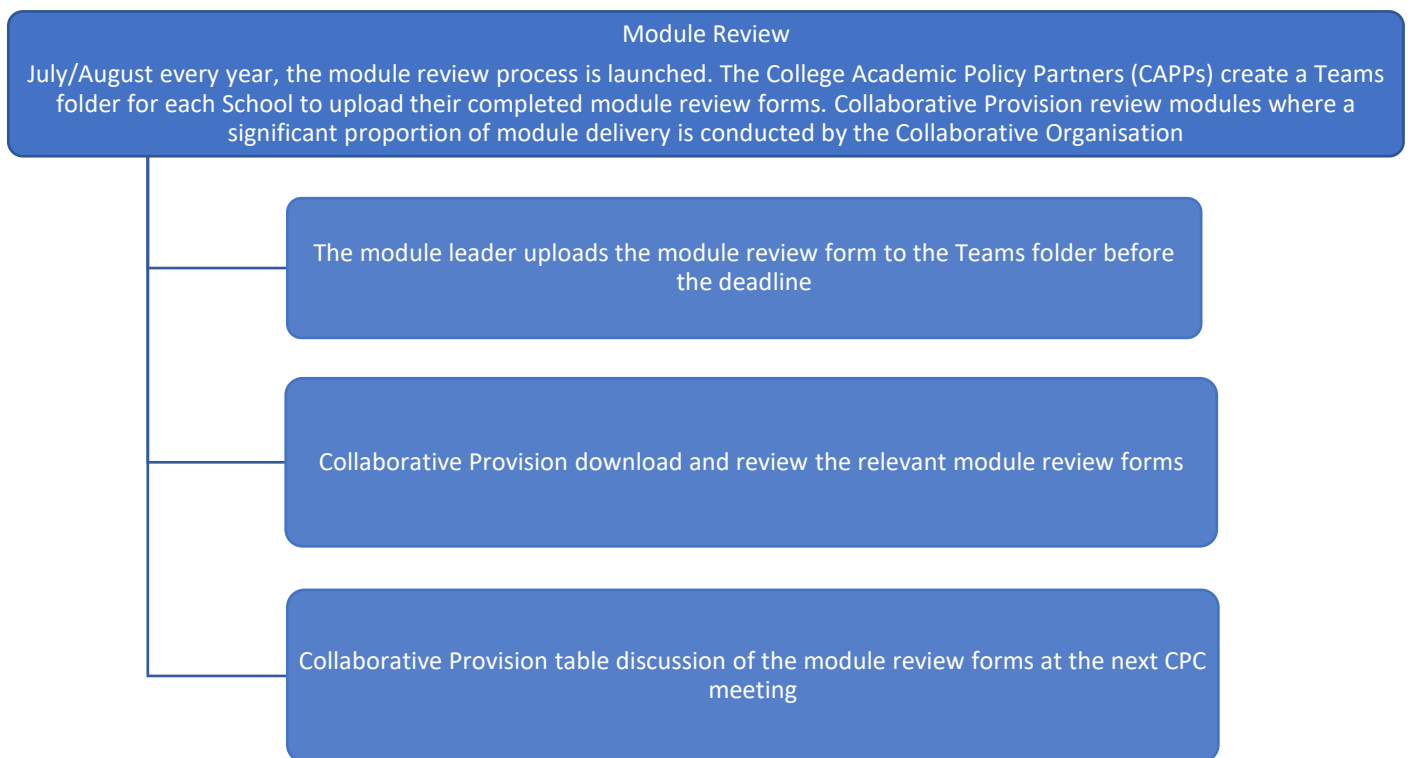 Module Review
July/August every year, the module review process is launched. The College Academic Policy Partners (CAPPs) create a Teams
folder for each School to upload their completed module review forms. Collaborative Provision review modules where a
significant proportion of module delivery is conducted by the Collaborative Organisation
The module leader uploads the module review form to the Teams folder before
the deadline
Collaborative Provision download and review the relevant module review forms
Collaborative Provision table discussion of the module review forms at the next CPC
meeting